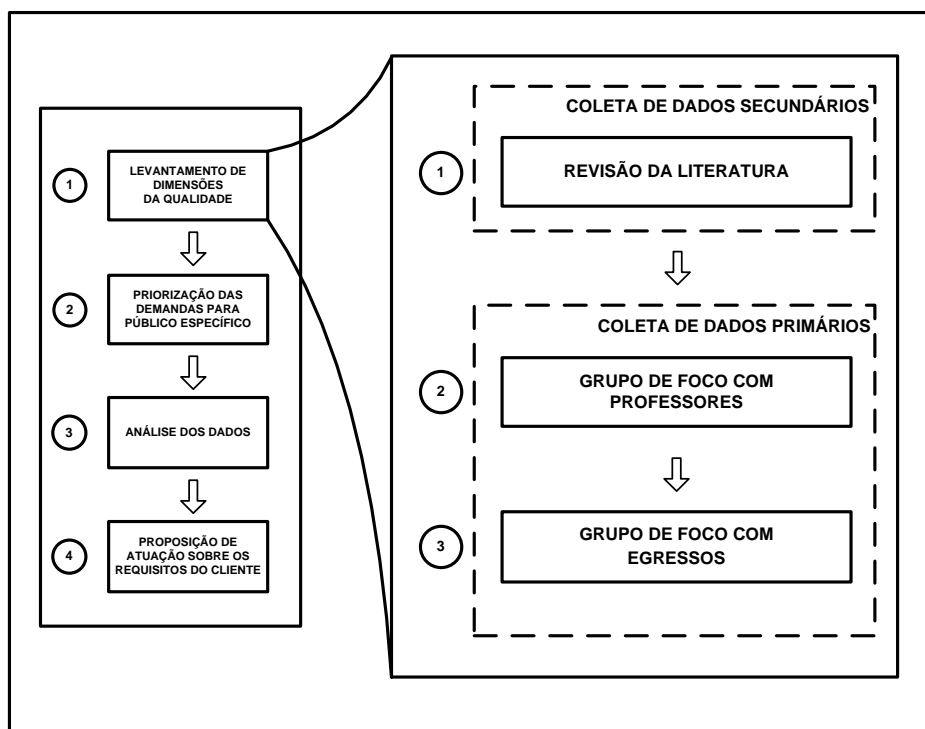 1
LEVANTAMENTO DE
DIMENSÕES
DA QUALIDADE
2
PRIORIZAÇÃO DAS
DEMANDAS PARA
PÚBLICO ESPECÍFICO
3
ANÁLISE DOS DADOS
4
PROPOSIÇÃO DE
ATUAÇÃO SOBRE OS
REQUISITOS DO CLIENTE
COLETA DE DADOS SECUNDÁRIOS
1
REVISÃO DA LITERATURA
COLETA DE DADOS PRIMÁRIOS
2
GRUPO DE FOCO COM
PROFESSORES
3
GRUPO DE FOCO COM
EGRESSOS